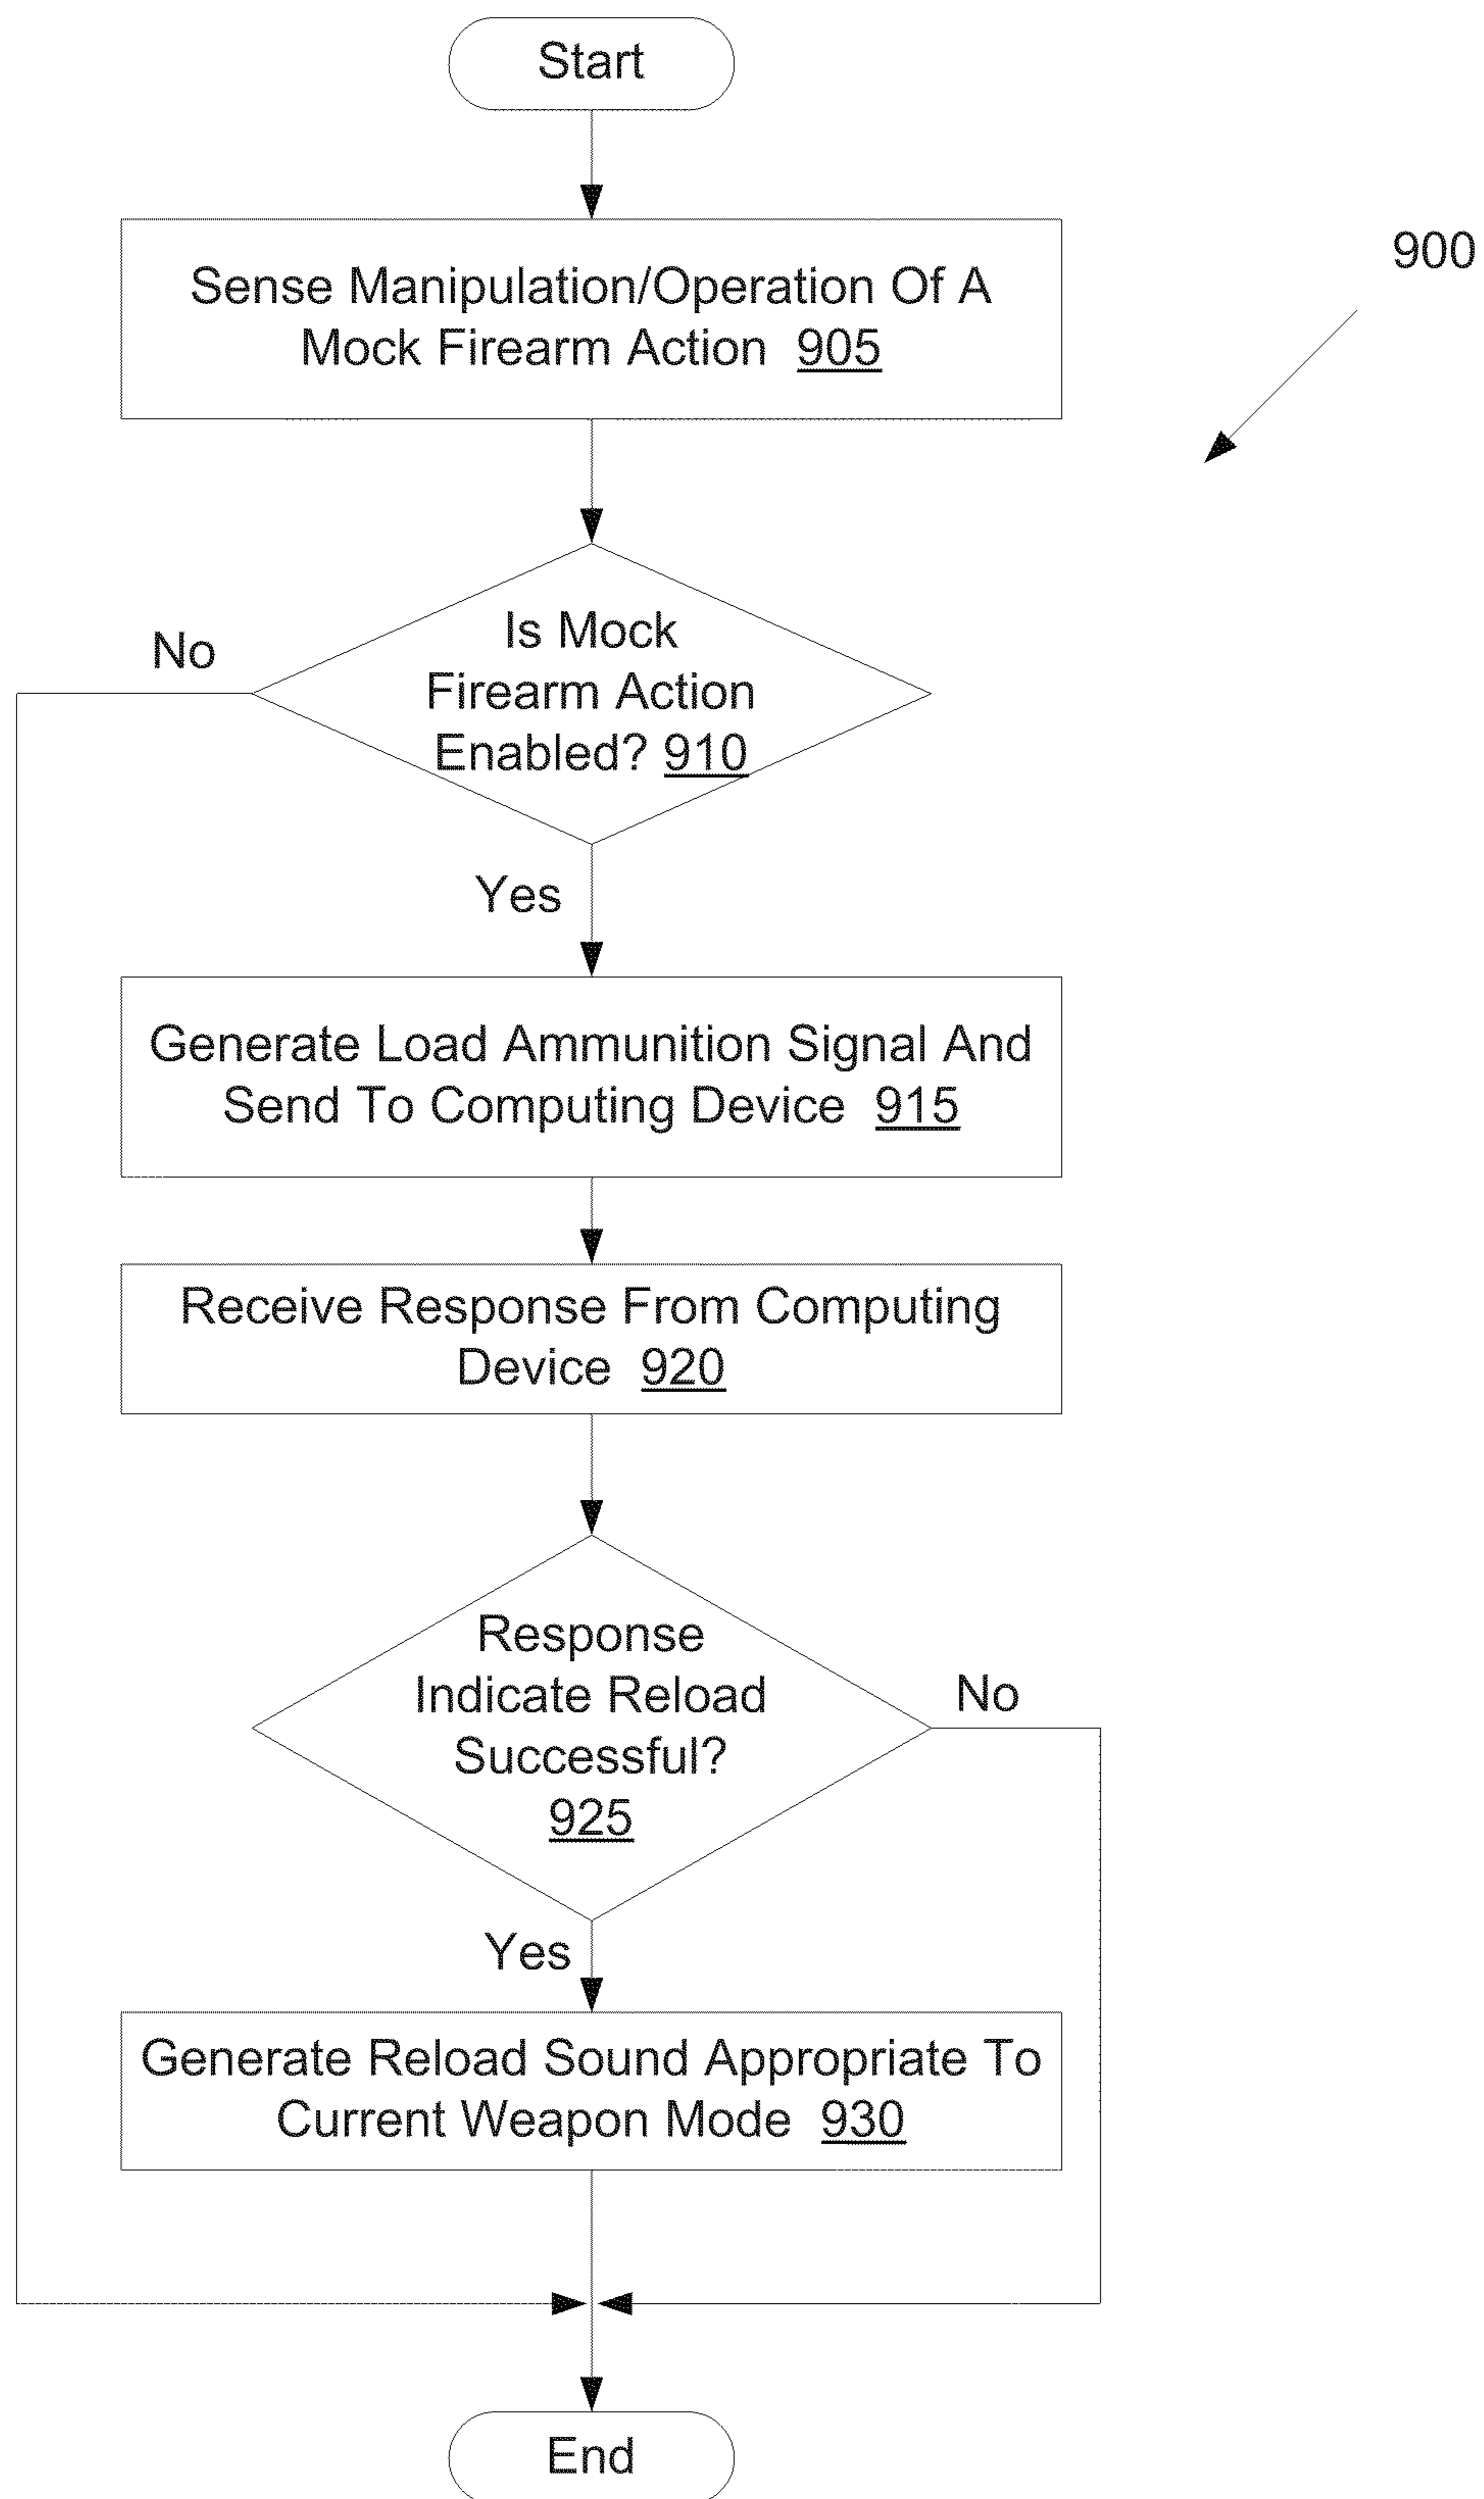 Start
Sense Manipulation/Operation Of A
Mock Firearm Action 905
900
Is Mock
Firearm Action
Enabled? 910
No
Yes
Generate Load Ammunition Signal And
Send To Computing Device 915
Receive Response From Computing
Device 920
Response
Indicate Reload
Successful?
925
No
Yes
Generate Reload Sound Appropriate To
Current Weapon Mode 930
End